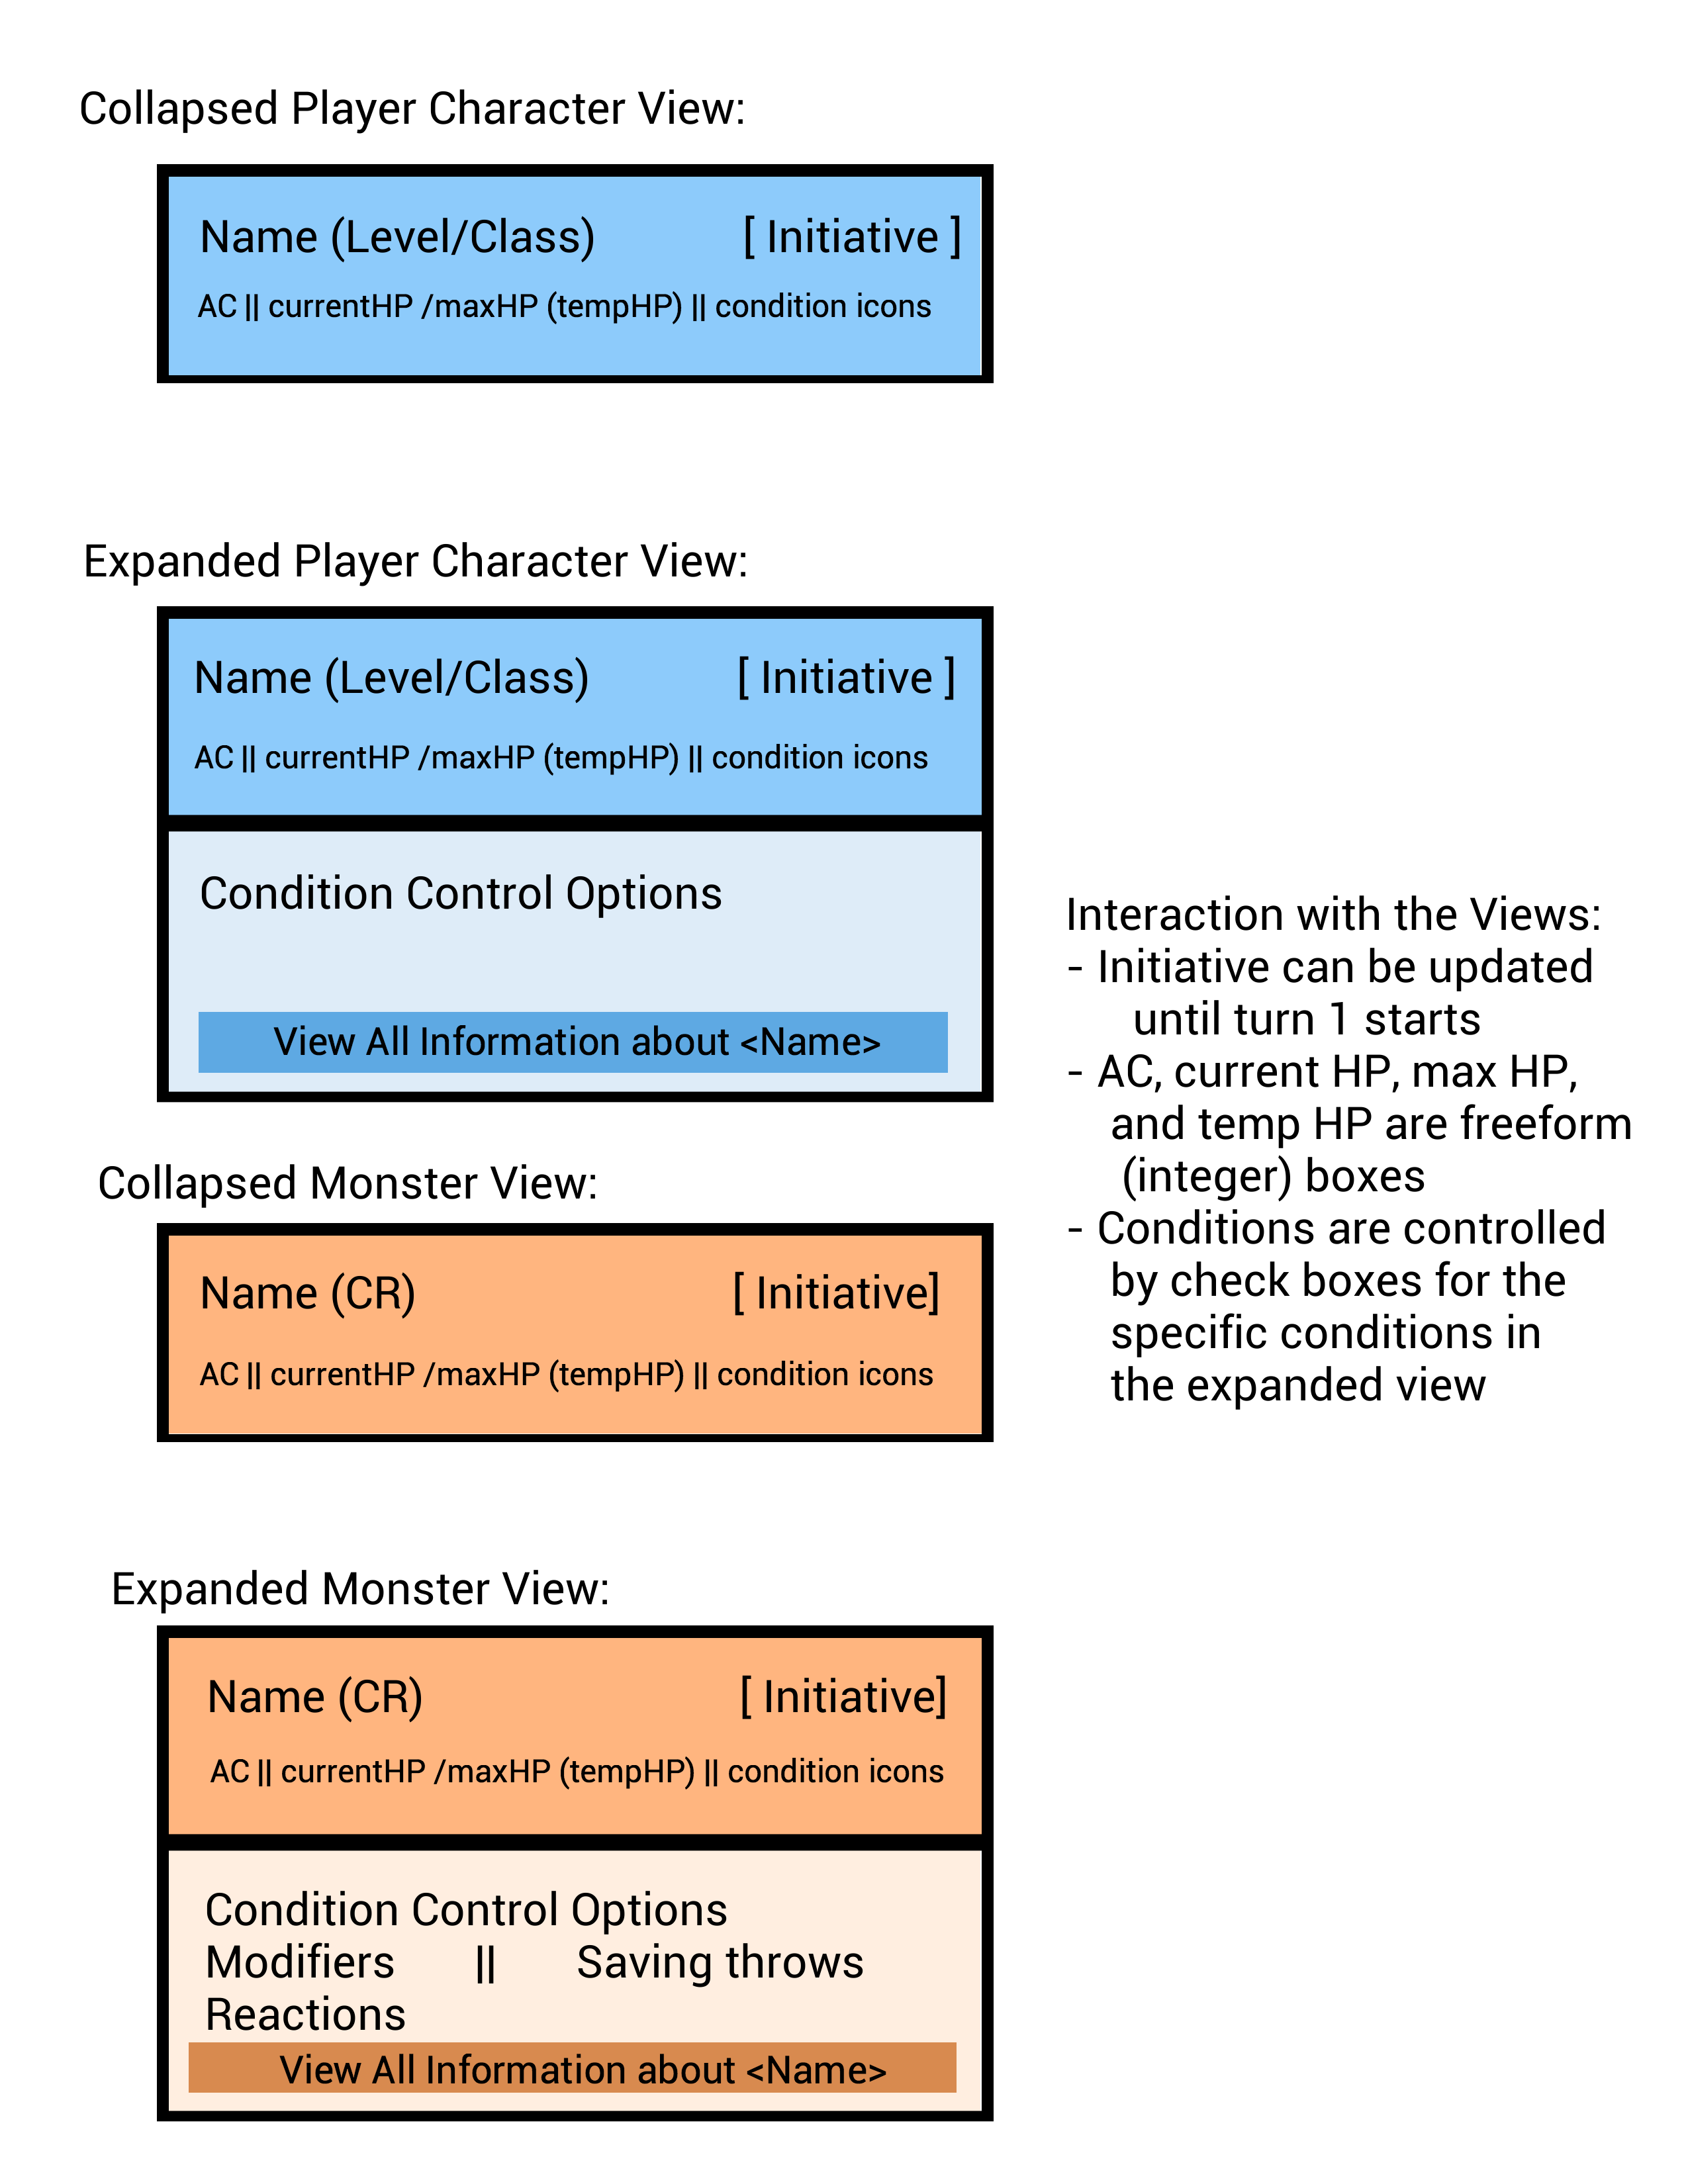 Collapsed Player Character View:
Name (Level/Class) [ Initiative ]
AC || currentHP /maxHP (tempHP) || condition icons
Expanded Player Character View:
Name (Level/Class) [ Initiative ]
AC || currentHP /maxHP (tempHP) || condition icons
Condition Control Options
View All Information about <Name>
Interaction with the Views:
- Initiative can be updated
until turn 1 starts
- AC, current HP, max HP,
and temp HP are freeform
(integer) boxes
- Conditions are controlled
by check boxes for the
specific conditions in
the expanded view
Collapsed Monster View:
Name (CR) [ Initiative]
AC || currentHP /maxHP (tempHP) || condition icons
Expanded Monster View:
Name (CR) [ Initiative]
AC || currentHP /maxHP (tempHP) || condition icons
Condition Control Options
Modifiers || Saving throws
Reactions
View All Information about <Name>